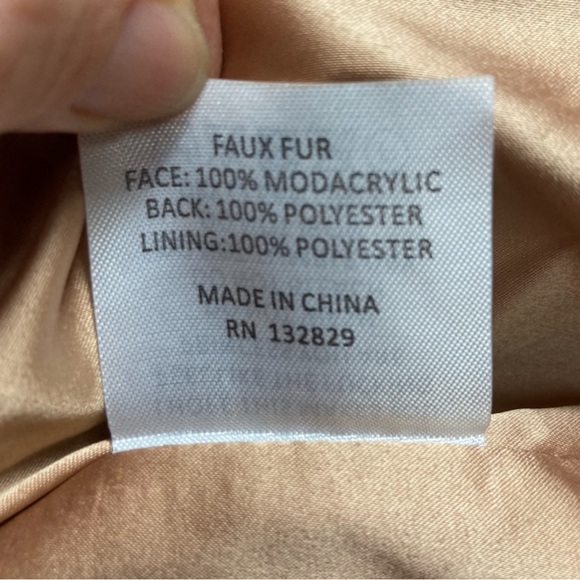 FAUX FUR
FACE: 100% MODACRYLIC
BACK: 100% POLYESTER
LINING:100% POLYESTER
MADE IN CHINA
RN 132829